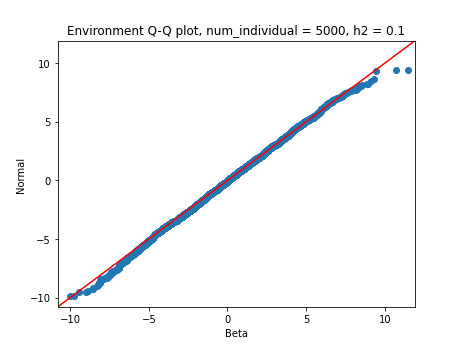 Environment Q-Q plot, num_individual = 5000, h2 = 0.1
10
5
0
−5
−10
Normal
−10 −5 0 5 10
Beta